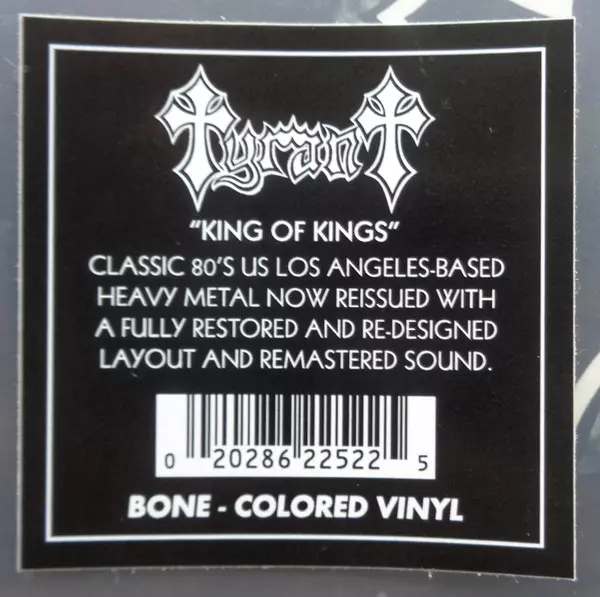 Tyrant
"KING OF KINGS"
CLASSIC 80'S US LOS ANGELES-BASED
HEAVY METAL NOW REISSUED WITH
A FULLY RESTORED AND RE-DESIGNED
LAYOUT AND REMASTERED SOUND.
0 20286 22522 5
BONE - COLORED VINYL